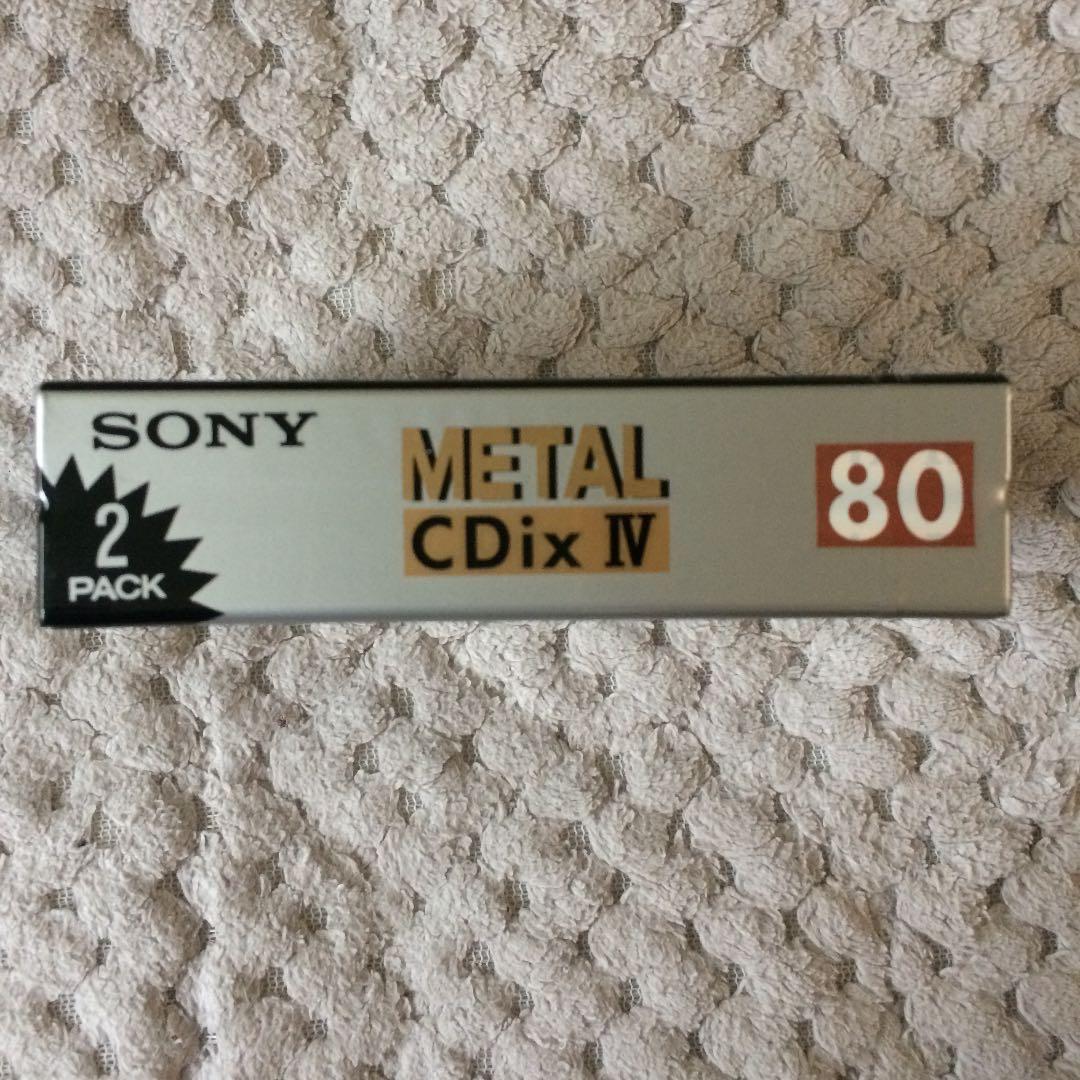 SONY
2
PACK
METAL
CDix IV
80